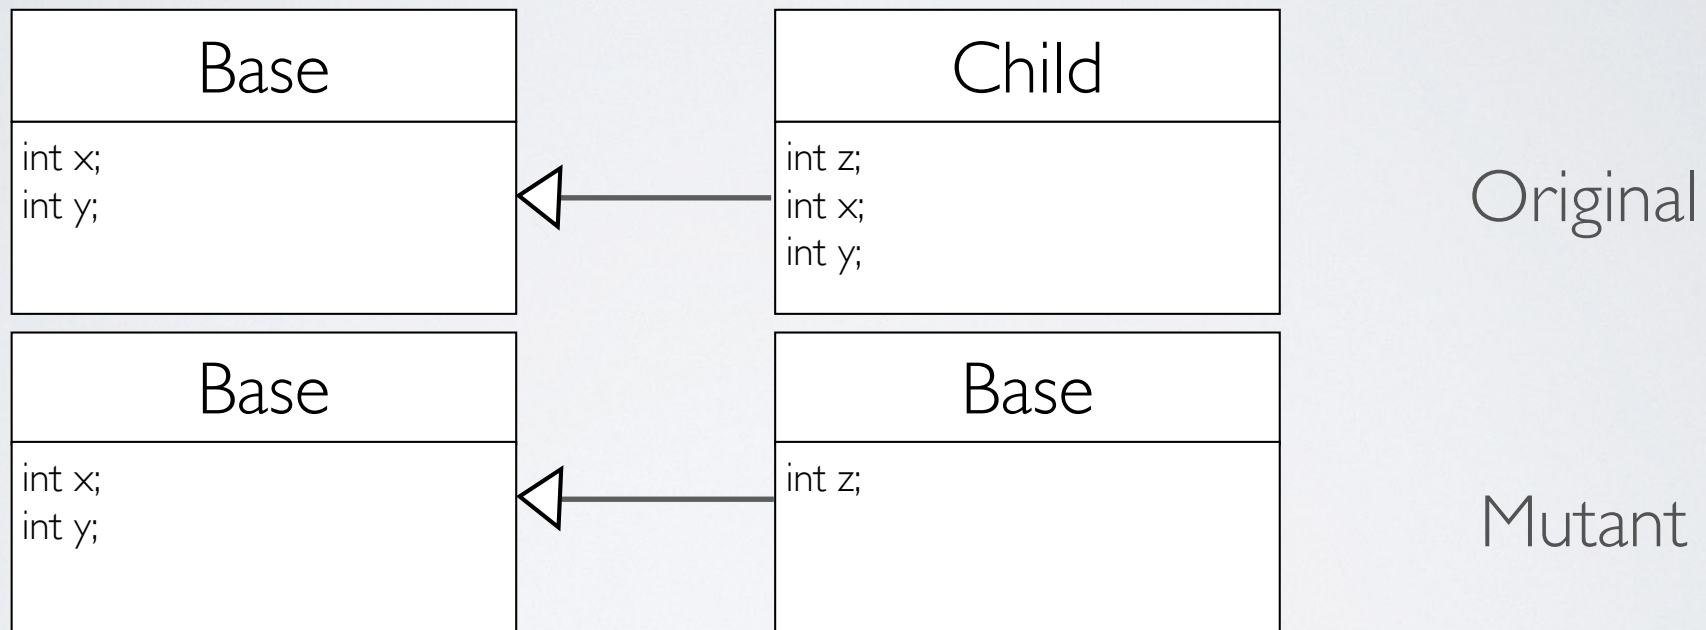 Base
int x;
int y;
Child
int z;
int x;
int y;
Original
Base
int x;
int y;
Base
int z;
Mutant